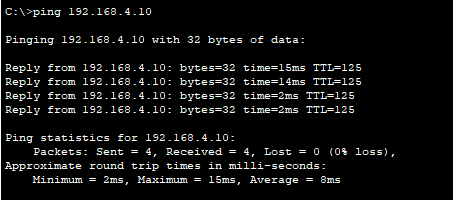 C:\>ping 192.168.4.10
Pinging 192.168.4.10 with 32 bytes of data:
Reply from 192.168.4.10: bytes=32 time=15ms TTL=125
Reply from 192.168.4.10: bytes=32 time=14ms TTL=125
Reply from 192.168.4.10: bytes=32 time=2ms TTL=125
Reply from 192.168.4.10: bytes=32 time=2ms TTL=125
Ping statistics for 192.168.4.10:
    Packets: Sent = 4, Received = 4, Lost = 0 (0% loss),
Approximate round trip times in milli-seconds:
    Minimum = 2ms, Maximum = 15ms, Average = 8ms